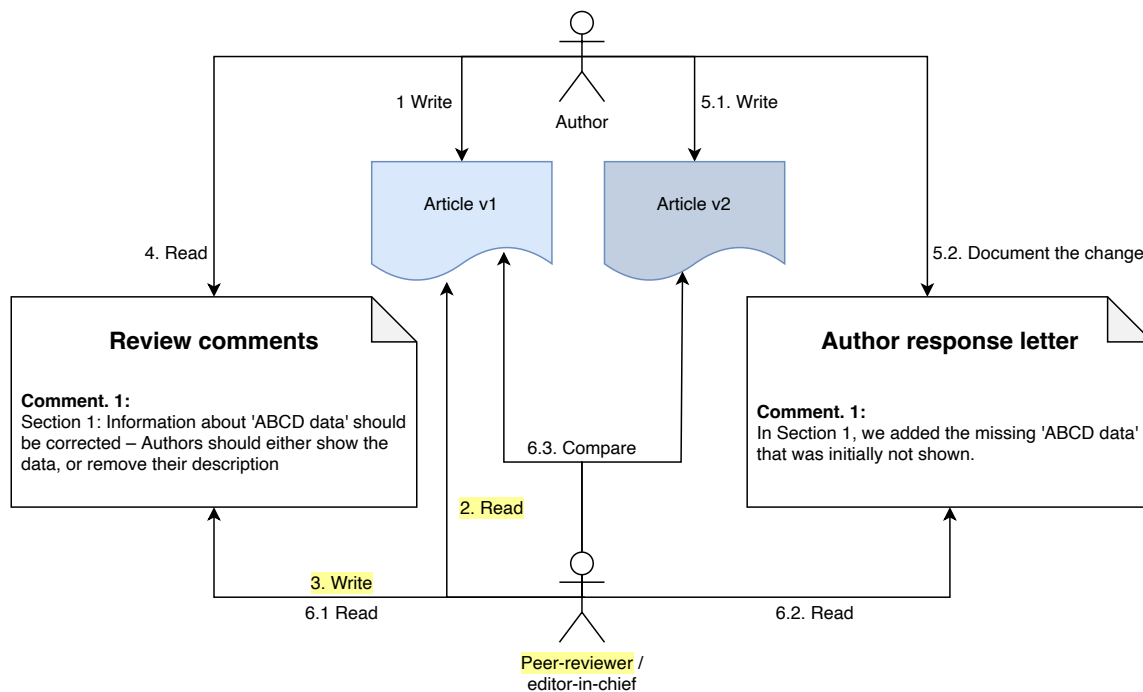 Author
1 Write
5.1. Write
Article v1
Article v2
4. Read
5.2. Document the change
Review comments
Comment. 1:
Section 1: Information about 'ABCD data' should
be corrected – Authors should either show the
data, or remove their description
Author response letter
Comment. 1:
In Section 1, we added the missing 'ABCD data'
that was initially not shown.
6.3. Compare
2. Read
3. Write
6.1 Read
6.2. Read
Peer-reviewer /
editor-in-chief